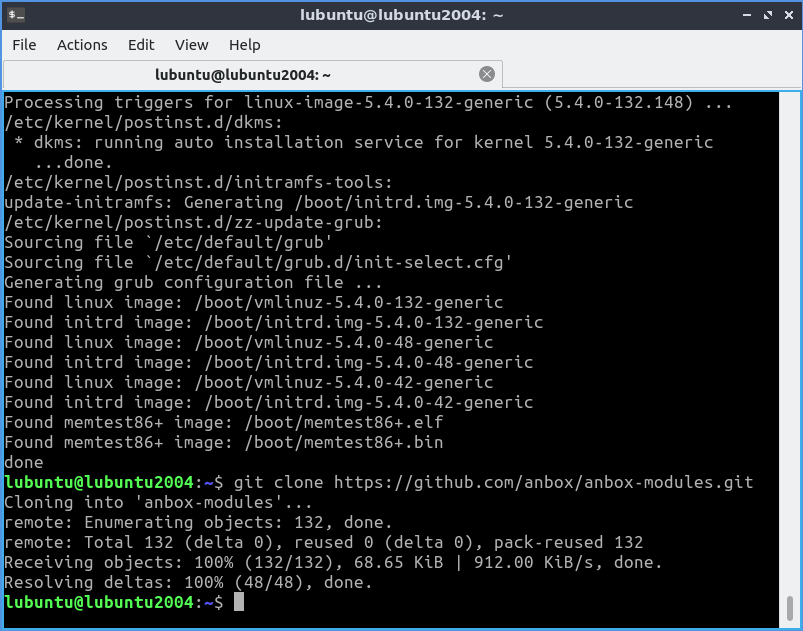 $_
lubuntu@lubuntu2004: ~
File Actions Edit View Help
lubuntu@lubuntu2004: ~
Processing triggers for linux-image-5.4.0-132-generic (5.4.0-132.148) ...
/etc/kernel/postinst.d/dkms:
 * dkms: running auto installation service for kernel 5.4.0-132-generic
   ...done.
/etc/kernel/postinst.d/initramfs-tools:
update-initramfs: Generating /boot/initrd.img-5.4.0-132-generic
/etc/kernel/postinst.d/zz-update-grub:
Sourcing file `/etc/default/grub'
Sourcing file `/etc/default/grub.d/init-select.cfg'
Generating grub configuration file ...
Found linux image: /boot/vmlinuz-5.4.0-132-generic
Found initrd image: /boot/initrd.img-5.4.0-132-generic
Found linux image: /boot/vmlinuz-5.4.0-48-generic
Found initrd image: /boot/initrd.img-5.4.0-48-generic
Found linux image: /boot/vmlinuz-5.4.0-42-generic
Found initrd image: /boot/initrd.img-5.4.0-42-generic
Found memtest86+ image: /boot/memtest86+.elf
Found memtest86+ image: /boot/memtest86+.bin
done
lubuntu@lubuntu2004:~$ git clone https://github.com/anbox/anbox-modules.git
Cloning into 'anbox-modules'...
remote: Enumerating objects: 132, done.
remote: Total 132 (delta 0), reused 0 (delta 0), pack-reused 132
Receiving objects: 100% (132/132), 68.65 KiB | 912.00 KiB/s, done.
Resolving deltas: 100% (48/48), done.
lubuntu@lubuntu2004:~$